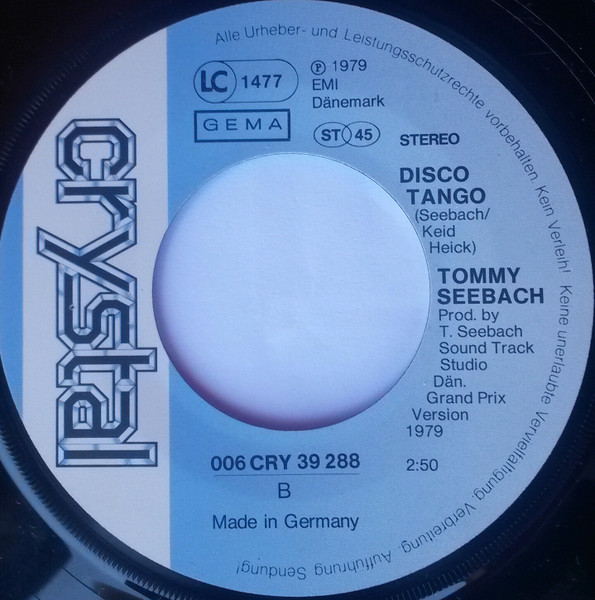 Alle Urheber- und Leistungsschutzrechte vorbehalten. Kein Verleih! Keine unerlaubte Vervielfältigung, Verbreitung, Aufführung, Sendung!
crystal
LC 1477
GEMA
℗ 1979
EMI
Dänemark
ST 45
STEREO
DISCO
TANGO
(Seebach/
Keid
Heick)
TOMMY
SEEBACH
Prod. by
T. Seebach
Sound Track
Studio
Dän.
Grand Prix
Version
1979
2:50
006 CRY 39 288
B
Made in Germany